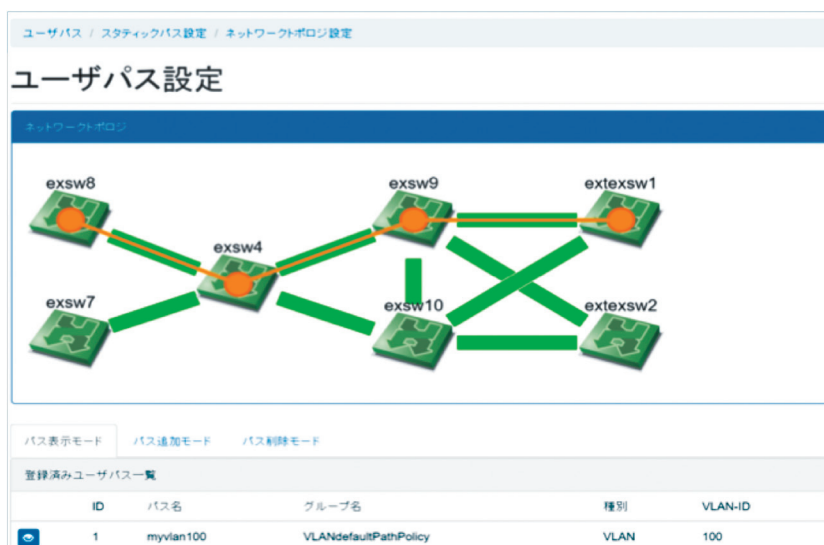 ユーザパス / スタティックパス設定 / ネットワークトポロジ設定
ユーザパス設定
ネットワークトポロジ
exsw8 exsw9 extexsw1
exsw4
exsw7 exsw10 extexsw2
パス表示モード パス追加モード パス削除モード
登録済みユーザパス一覧
ID パス名 グループ名 種別 VLAN-ID
1 myvlan100 VLANdefaultPathPolicy VLAN 100